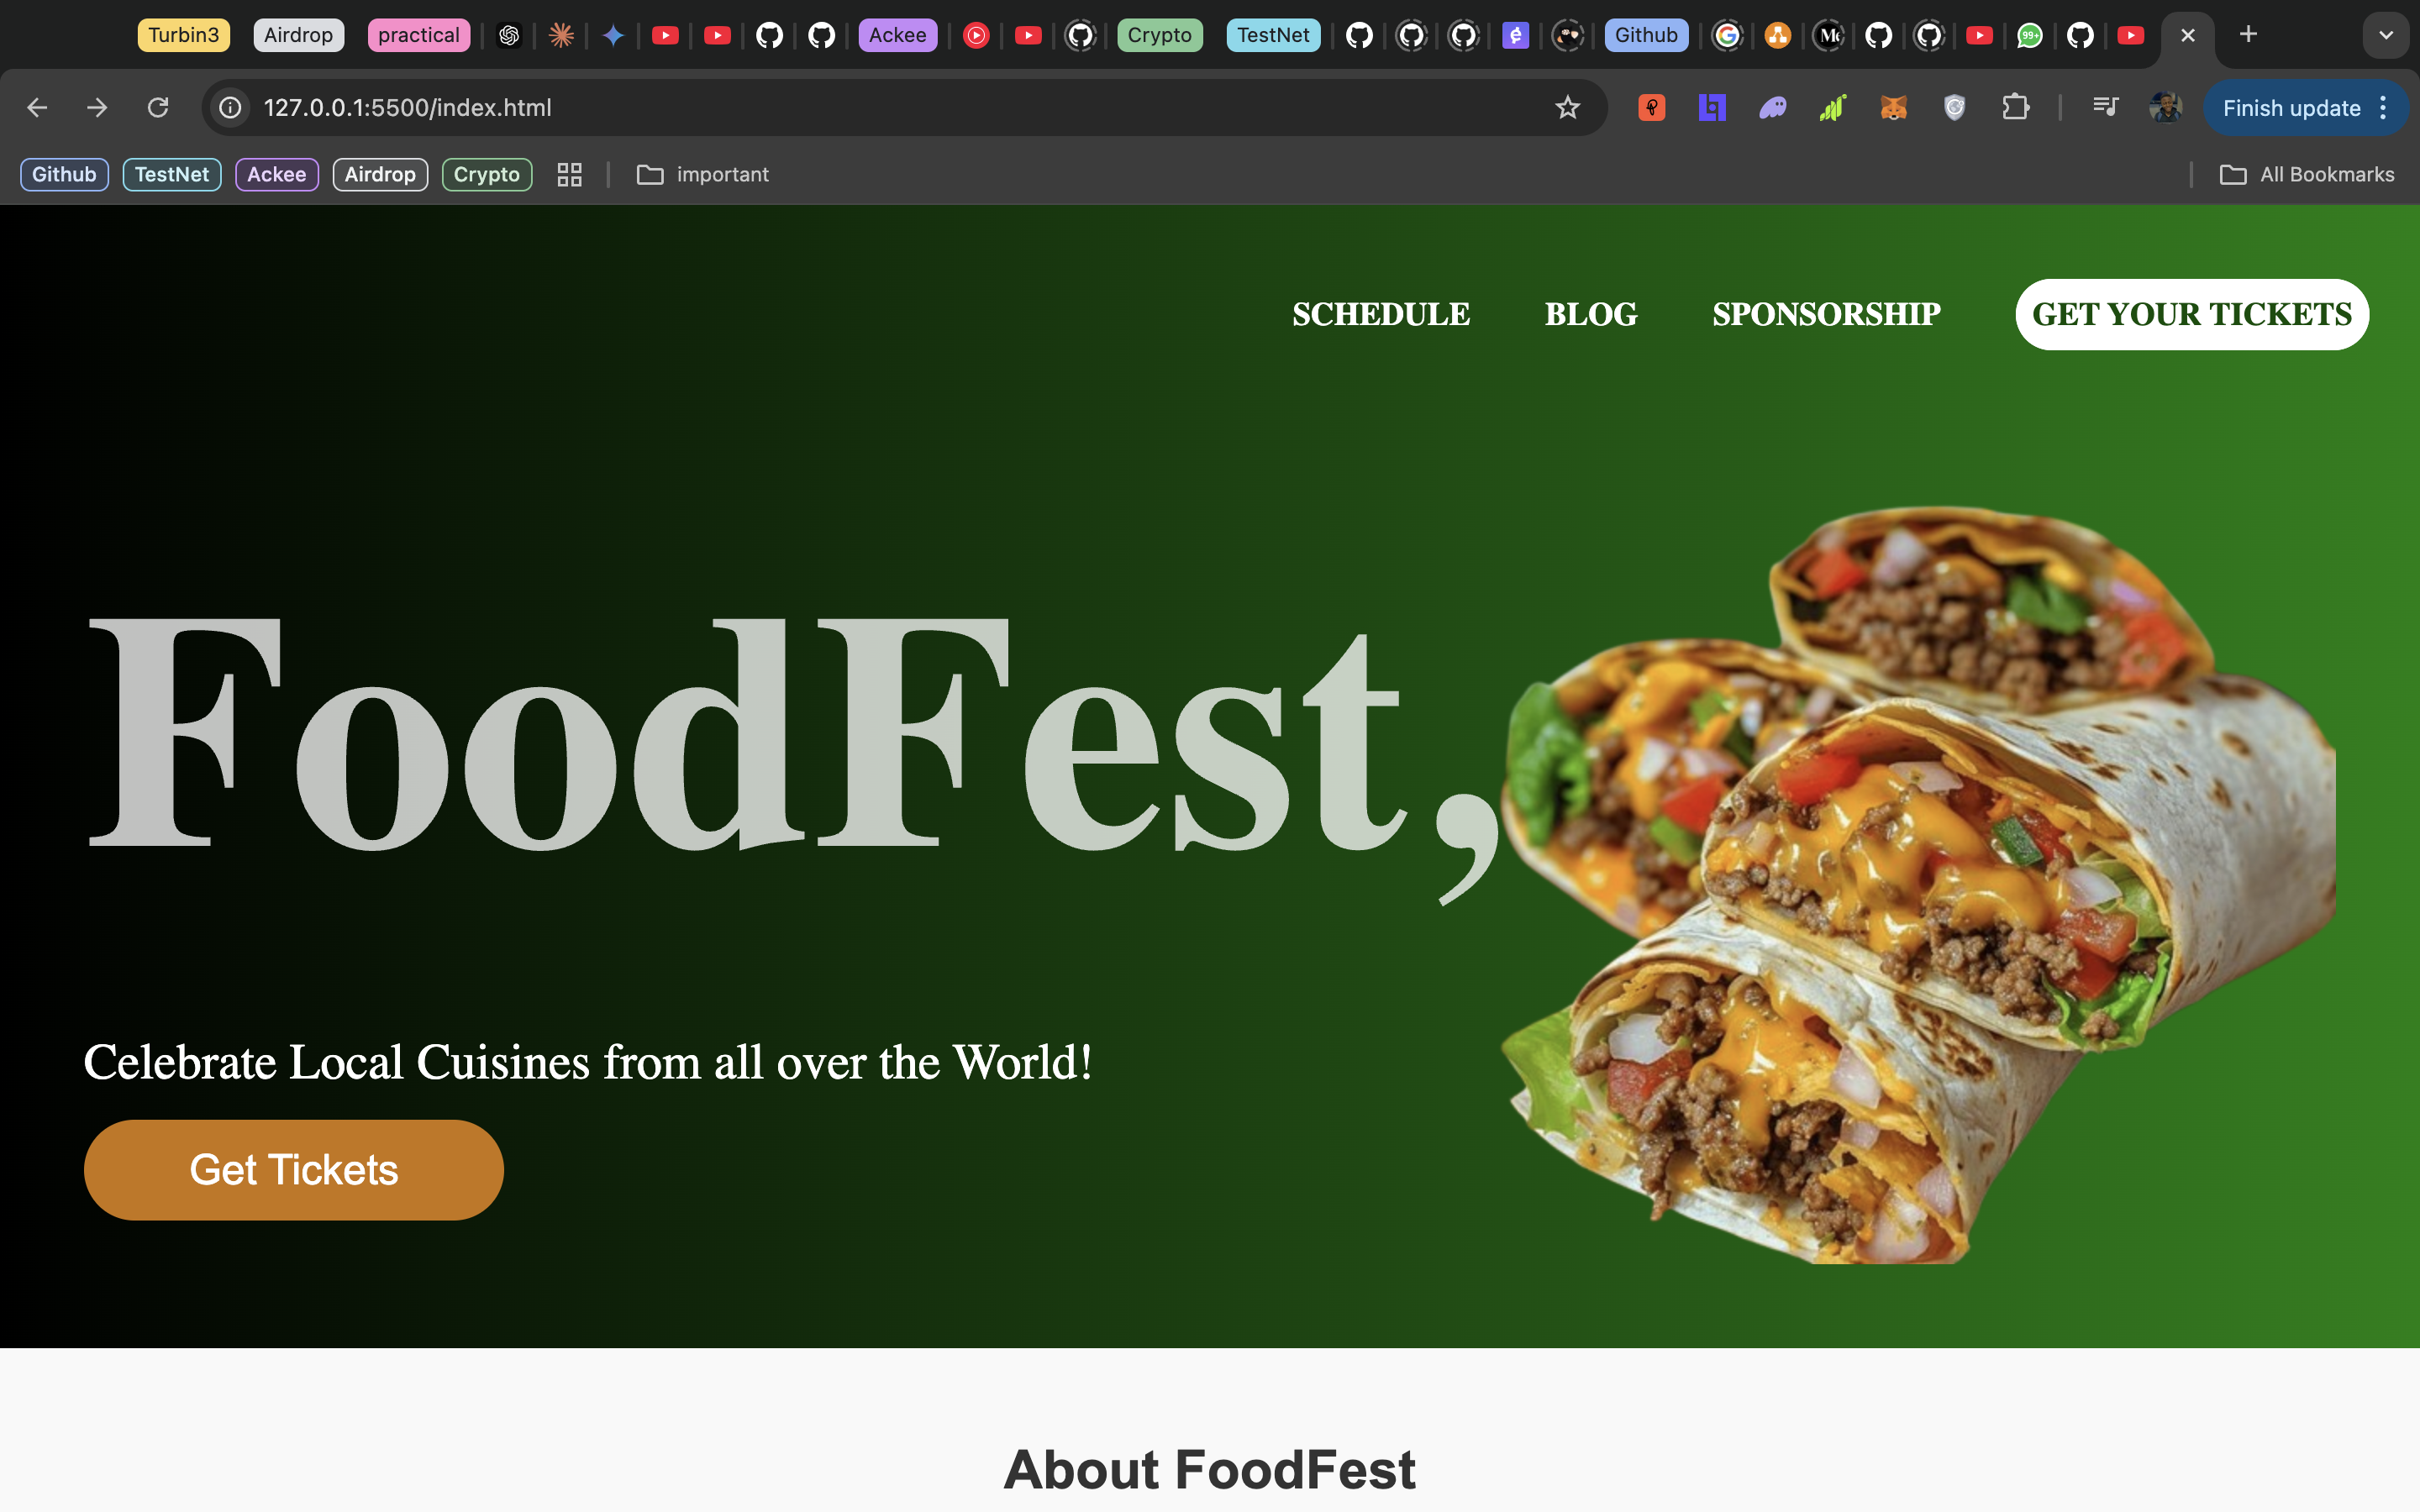 Turbin3 Airdrop practical Ackee Crypto TestNet Github
127.0.0.1:5500/index.html Finish update
Github TestNet Ackee Airdrop Crypto important All Bookmarks
SCHEDULE BLOG SPONSORSHIP GET YOUR TICKETS
FoodFest,
Celebrate Local Cuisines from all over the World!
Get Tickets
About FoodFest